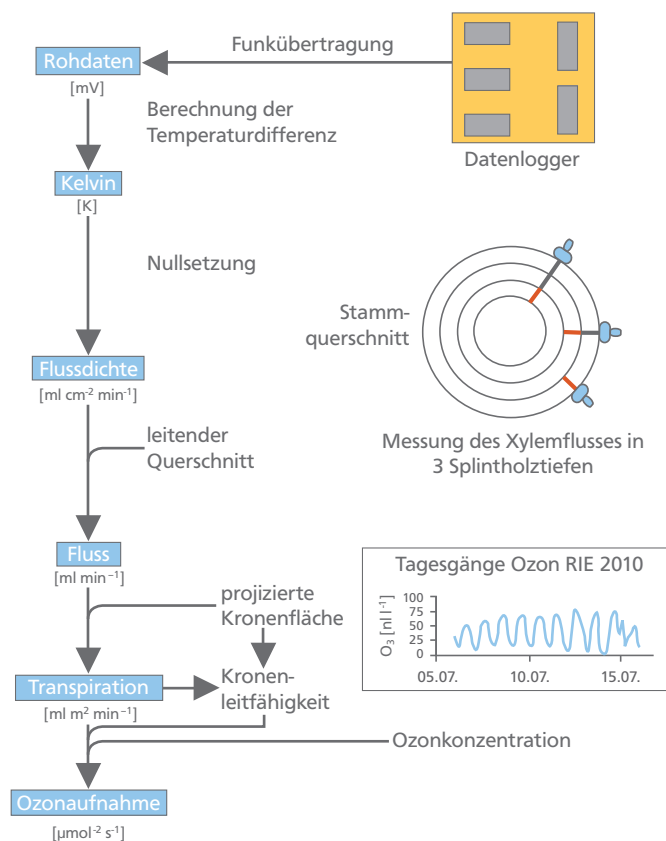 Funkübertragung
Rohdaten
[mV]
Datenlogger
Berechnung der
Temperaturdifferenz
Kelvin
[K]
Nullsetzung
Stamm-
querschnitt
Flussdichte
[ml cm⁻² min⁻¹]
leitender
Querschnitt
Messung des Xylemflusses in
3 Splintholztiefen
Fluss
[ml min⁻¹]
projizierte
Kronenfläche
Tagesgänge Ozon RIE 2010
O₃ [nl l⁻¹]
100
75
50
25
0
05.07. 10.07. 15.07.
Transpiration
[ml m² min⁻¹]
Kronen-
leitfähigkeit
Ozonkonzentration
Ozonaufnahme
[µmol⁻² s⁻¹]